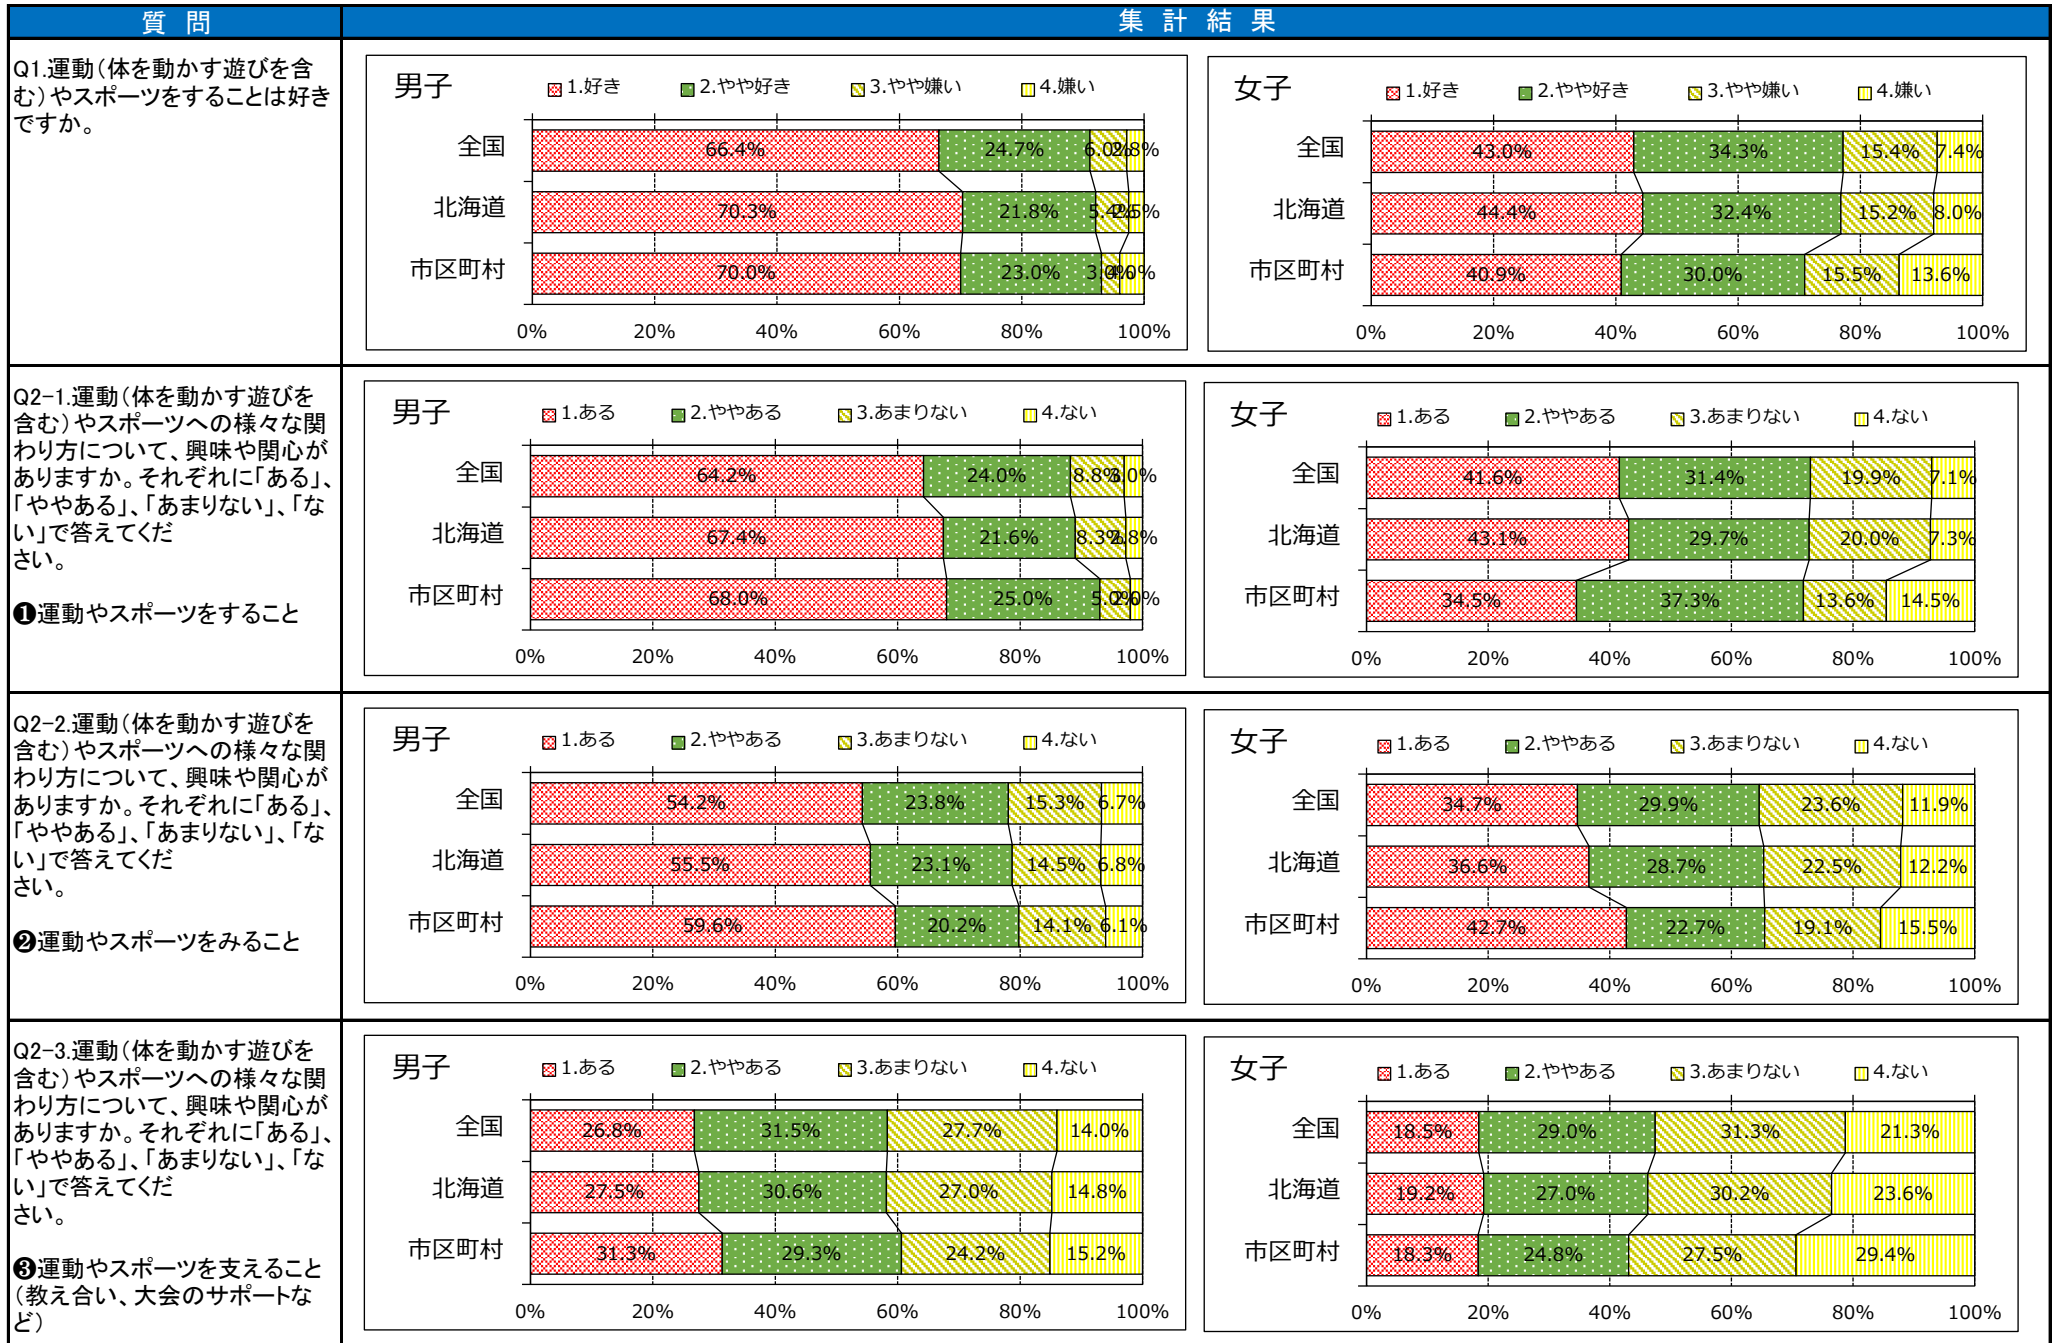 質 問
集 計 結 果
Q1.運動（体を動かす遊びを含
む）やスポーツをすることは好き
ですか。
男子
1.好き 2.やや好き 3.やや嫌い 4.嫌い
全国 66.4% 24.7% 6.0% 2.8%
北海道 70.3% 21.8% 5.4% 2.5%
市区町村 70.0% 23.0% 3.0% 4.0%
0% 20% 40% 60% 80% 100%
女子
1.好き 2.やや好き 3.やや嫌い 4.嫌い
全国 43.0% 34.3% 15.4% 7.4%
北海道 44.4% 32.4% 15.2% 8.0%
市区町村 40.9% 30.0% 15.5% 13.6%
0% 20% 40% 60% 80% 100%
Q2-1.運動（体を動かす遊びを
含む）やスポーツへの様々な関
わり方について、興味や関心が
ありますか。それぞれに「ある」、
「ややある」、「あまりない」、「な
い」で答えてくだ
さい。
❶運動やスポーツをすること
男子
1.ある 2.ややある 3.あまりない 4.ない
全国 64.2% 24.0% 8.8% 3.0%
北海道 67.4% 21.6% 8.3% 2.8%
市区町村 68.0% 25.0% 5.0% 2.0%
0% 20% 40% 60% 80% 100%
女子
1.ある 2.ややある 3.あまりない 4.ない
全国 41.6% 31.4% 19.9% 7.1%
北海道 43.1% 29.7% 20.0% 7.3%
市区町村 34.5% 37.3% 13.6% 14.5%
0% 20% 40% 60% 80% 100%
Q2-2.運動（体を動かす遊びを
含む）やスポーツへの様々な関
わり方について、興味や関心が
ありますか。それぞれに「ある」、
「ややある」、「あまりない」、「な
い」で答えてくだ
さい。
❷運動やスポーツをみること
男子
1.ある 2.ややある 3.あまりない 4.ない
全国 54.2% 23.8% 15.3% 6.7%
北海道 55.5% 23.1% 14.5% 6.8%
市区町村 59.6% 20.2% 14.1% 6.1%
0% 20% 40% 60% 80% 100%
女子
1.ある 2.ややある 3.あまりない 4.ない
全国 34.7% 29.9% 23.6% 11.9%
北海道 36.6% 28.7% 22.5% 12.2%
市区町村 42.7% 22.7% 19.1% 15.5%
0% 20% 40% 60% 80% 100%
Q2-3.運動（体を動かす遊びを
含む）やスポーツへの様々な関
わり方について、興味や関心が
ありますか。それぞれに「ある」、
「ややある」、「あまりない」、「な
い」で答えてくだ
さい。
❸運動やスポーツを支えること
（教え合い、大会のサポートな
ど）
男子
1.ある 2.ややある 3.あまりない 4.ない
全国 26.8% 31.5% 27.7% 14.0%
北海道 27.5% 30.6% 27.0% 14.8%
市区町村 31.3% 29.3% 24.2% 15.2%
0% 20% 40% 60% 80% 100%
女子
1.ある 2.ややある 3.あまりない 4.ない
全国 18.5% 29.0% 31.3% 21.3%
北海道 19.2% 27.0% 30.2% 23.6%
市区町村 18.3% 24.8% 27.5% 29.4%
0% 20% 40% 60% 80% 100%